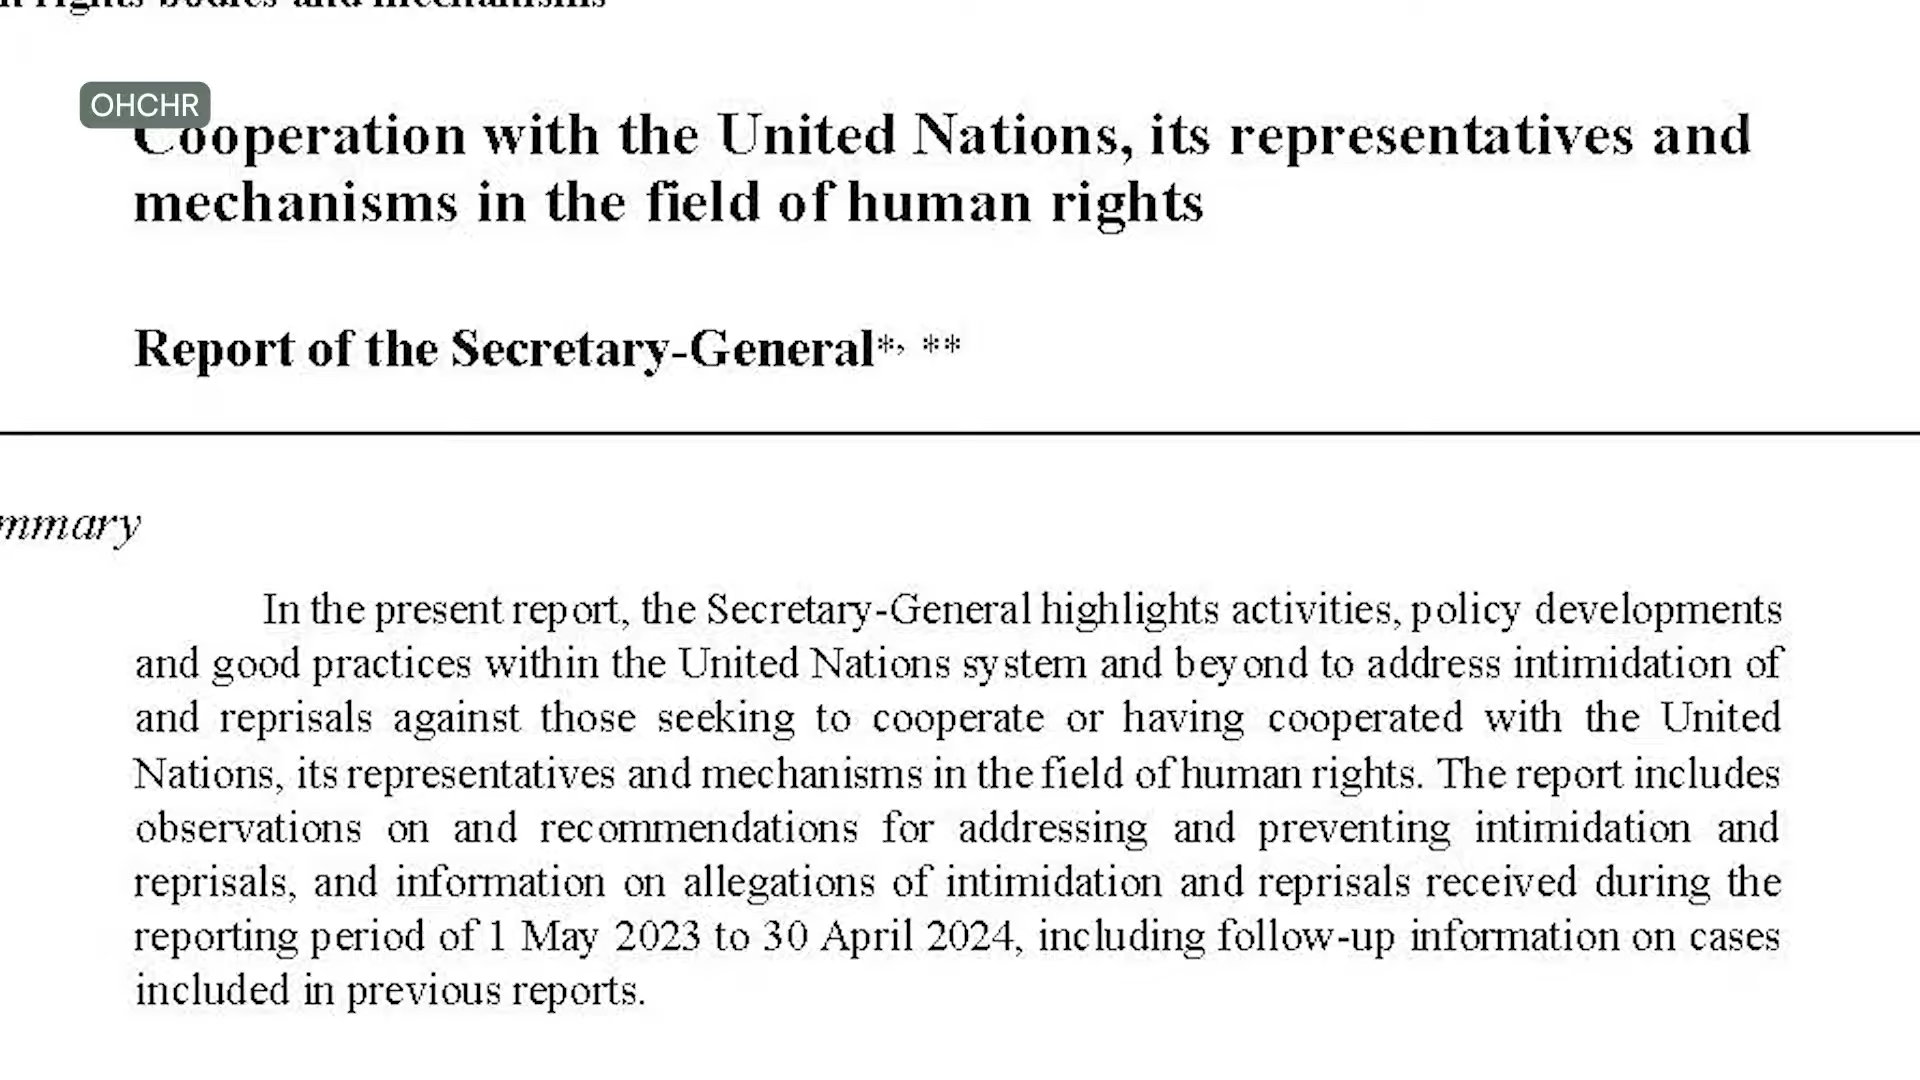 rights bodies and mechanisms
OHCHR
Cooperation with the United Nations, its representatives and
mechanisms in the field of human rights
Report of the Secretary-General*, **
mmary
In the present report, the Secretary-General highlights activities, policy developments
and good practices within the United Nations system and beyond to address intimidation of
and reprisals against those seeking to cooperate or having cooperated with the United
Nations, its representatives and mechanisms in the field of human rights. The report includes
observations on and recommendations for addressing and preventing intimidation and
reprisals, and information on allegations of intimidation and reprisals received during the
reporting period of 1 May 2023 to 30 April 2024, including follow-up information on cases
included in previous reports.